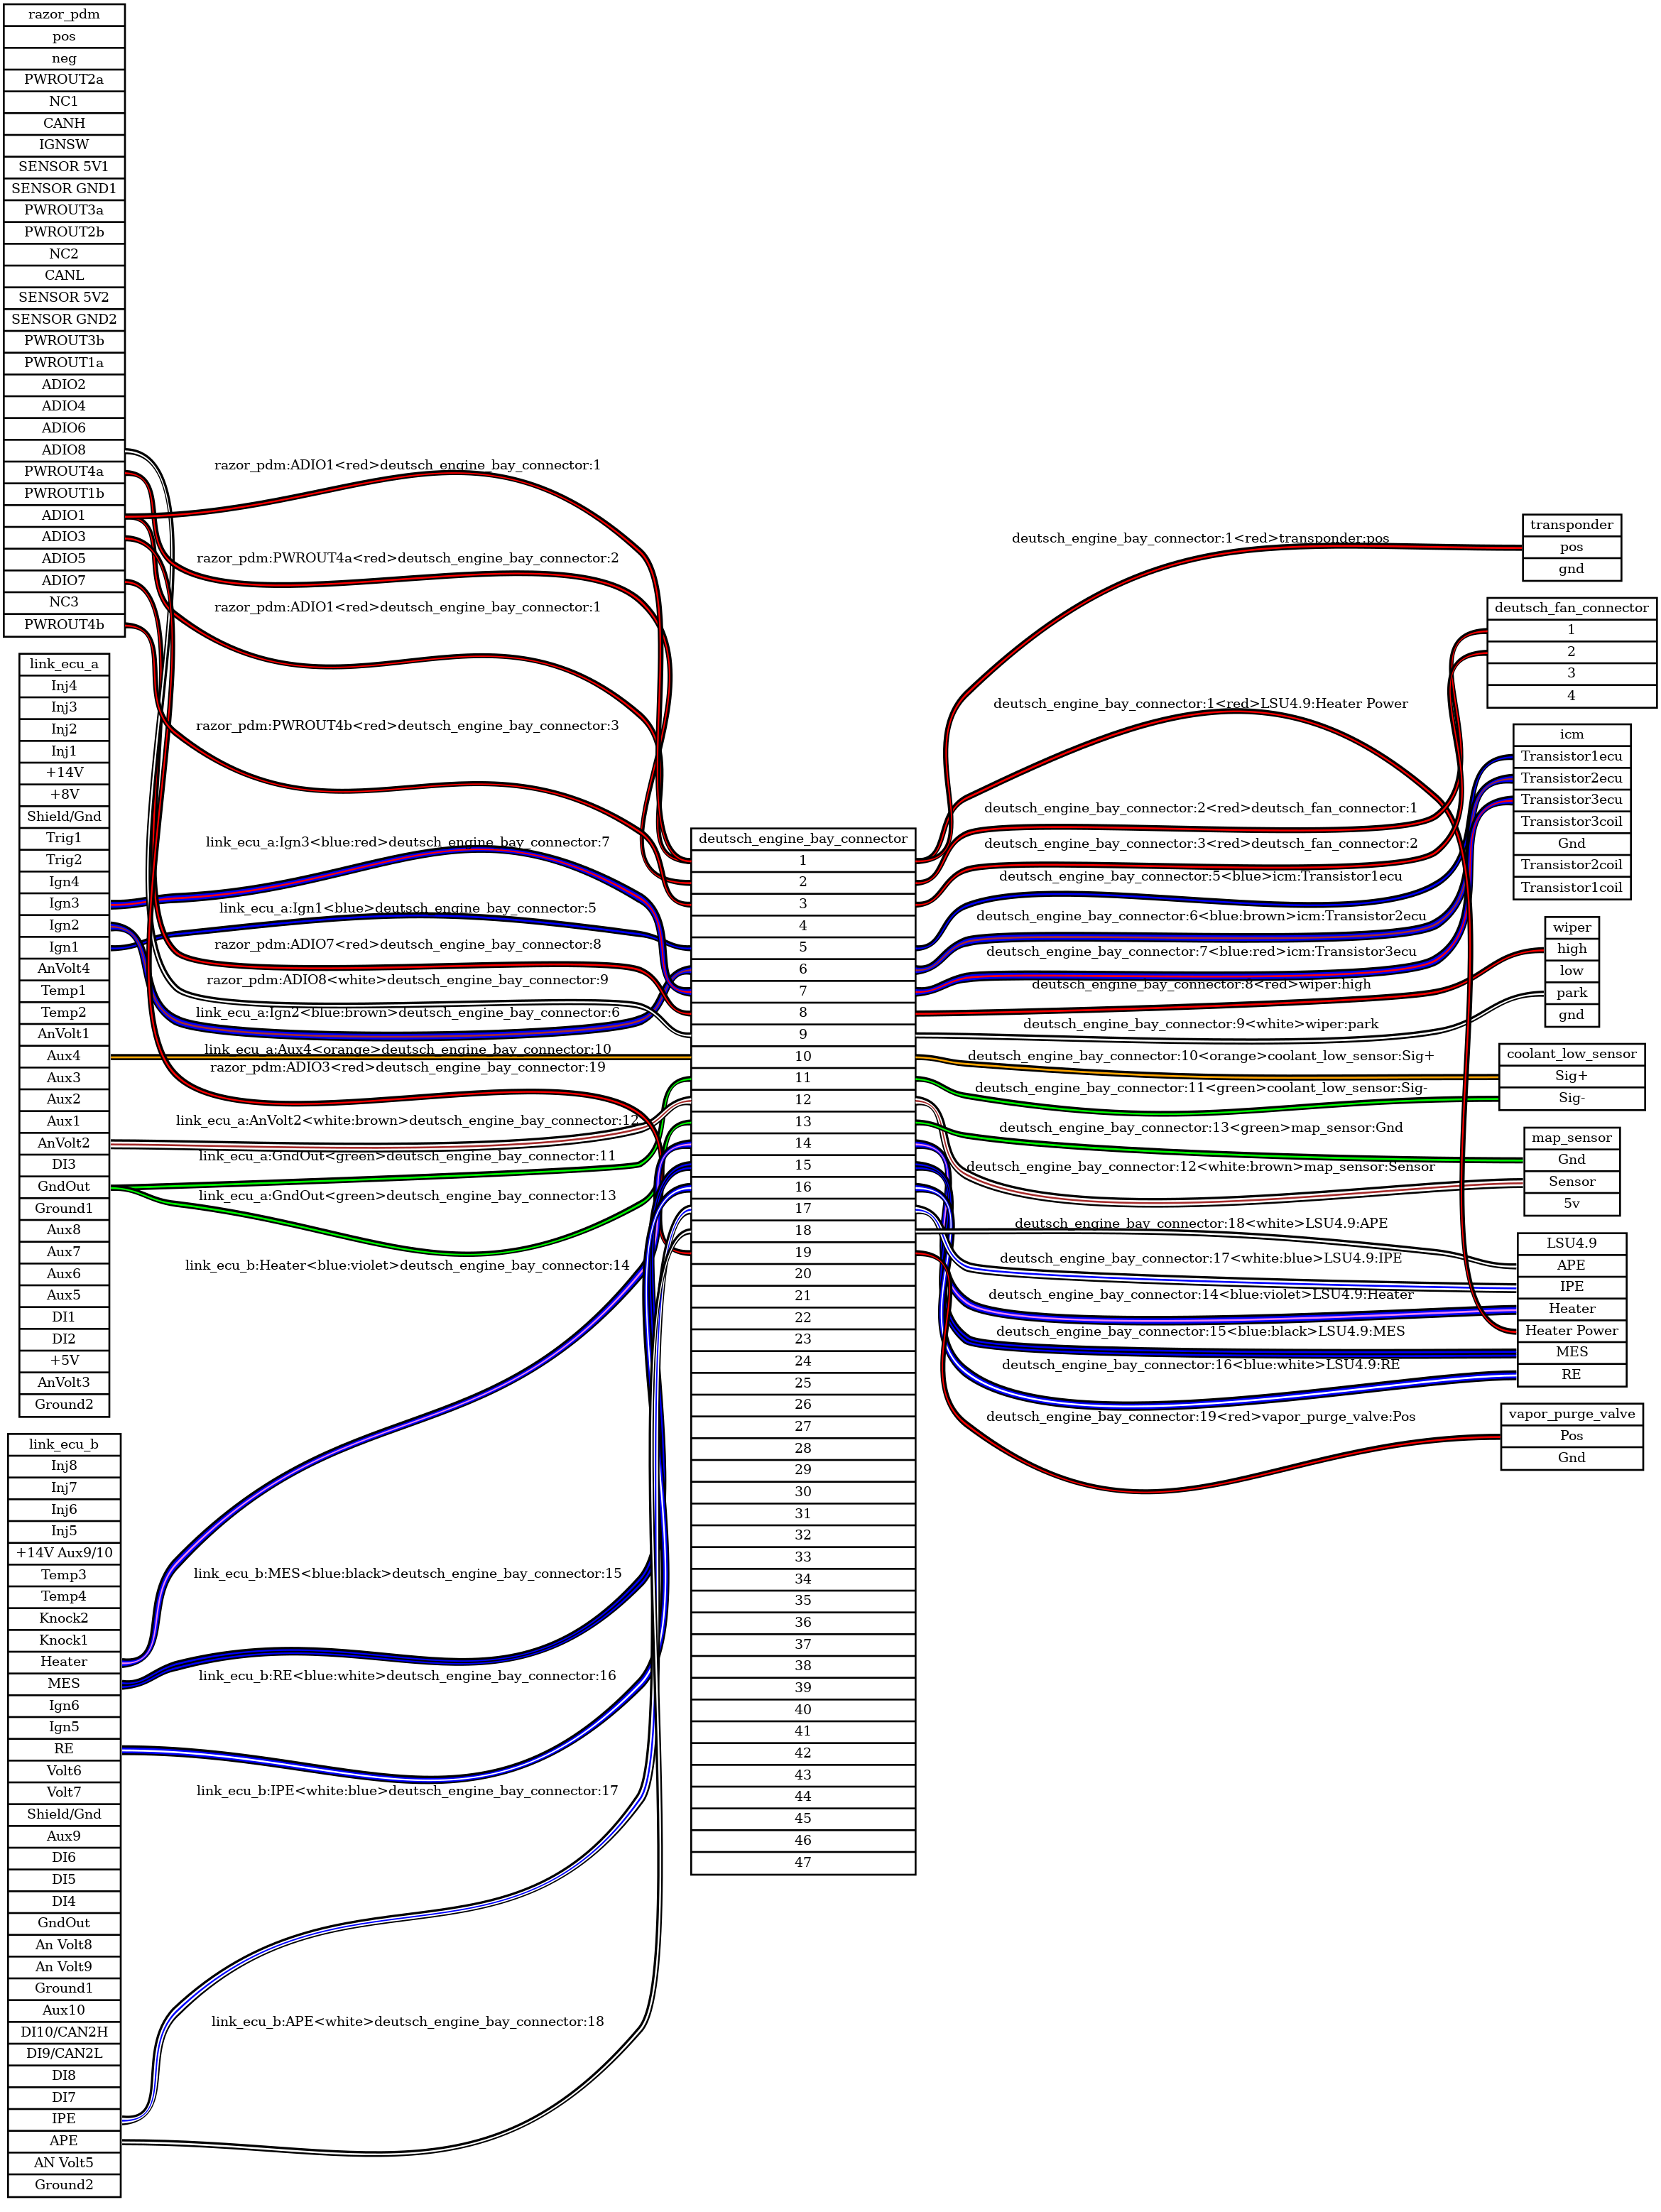 razor_pdm
pos
neg
PWROUT2a
NC1
CANH
IGNSW
SENSOR 5V1
SENSOR GND1
PWROUT3a
PWROUT2b
NC2
CANL
SENSOR 5V2
SENSOR GND2
PWROUT3b
PWROUT1a
ADIO2
ADIO4
ADIO6
ADIO8
PWROUT4a
PWROUT1b
ADIO1
ADIO3
ADIO5
ADIO7
NC3
PWROUT4b
link_ecu_a
Inj4
Inj3
Inj2
Inj1
+14V
+8V
Shield/Gnd
Trig1
Trig2
Ign4
Ign3
Ign2
Ign1
AnVolt4
Temp1
Temp2
AnVolt1
Aux4
Aux3
Aux2
Aux1
AnVolt2
DI3
GndOut
Ground1
Aux8
Aux7
Aux6
Aux5
DI1
DI2
+5V
AnVolt3
Ground2
link_ecu_b
Inj8
Inj7
Inj6
Inj5
+14V Aux9/10
Temp3
Temp4
Knock2
Knock1
Heater
MES
Ign6
Ign5
RE
Volt6
Volt7
Shield/Gnd
Aux9
DI6
DI5
DI4
GndOut
An Volt8
An Volt9
Ground1
Aux10
DI10/CAN2H
DI9/CAN2L
DI8
DI7
IPE
APE
AN Volt5
Ground2
razor_pdm:ADIO1<red>deutsch_engine_bay_connector:1
razor_pdm:PWROUT4a<red>deutsch_engine_bay_connector:2
razor_pdm:ADIO1<red>deutsch_engine_bay_connector:1
razor_pdm:PWROUT4b<red>deutsch_engine_bay_connector:3
link_ecu_a:Ign3<blue:red>deutsch_engine_bay_connector:7
link_ecu_a:Ign1<blue>deutsch_engine_bay_connector:5
razor_pdm:ADIO7<red>deutsch_engine_bay_connector:8
razor_pdm:ADIO8<white>deutsch_engine_bay_connector:9
link_ecu_a:Ign2<blue:brown>deutsch_engine_bay_connector:6
link_ecu_a:Aux4<orange>deutsch_engine_bay_connector:10
razor_pdm:ADIO3<red>deutsch_engine_bay_connector:19
link_ecu_a:AnVolt2<white:brown>deutsch_engine_bay_connector:12
link_ecu_a:GndOut<green>deutsch_engine_bay_connector:11
link_ecu_a:GndOut<green>deutsch_engine_bay_connector:13
link_ecu_b:Heater<blue:violet>deutsch_engine_bay_connector:14
link_ecu_b:MES<blue:black>deutsch_engine_bay_connector:15
link_ecu_b:RE<blue:white>deutsch_engine_bay_connector:16
link_ecu_b:IPE<white:blue>deutsch_engine_bay_connector:17
link_ecu_b:APE<white>deutsch_engine_bay_connector:18
deutsch_engine_bay_connector
1
2
3
4
5
6
7
8
9
10
11
12
13
14
15
16
17
18
19
20
21
22
23
24
25
26
27
28
29
30
31
32
33
34
35
36
37
38
39
40
41
42
43
44
45
46
47
deutsch_engine_bay_connector:1<red>transponder:pos
deutsch_engine_bay_connector:1<red>LSU4.9:Heater Power
deutsch_engine_bay_connector:2<red>deutsch_fan_connector:1
deutsch_engine_bay_connector:3<red>deutsch_fan_connector:2
deutsch_engine_bay_connector:5<blue>icm:Transistor1ecu
deutsch_engine_bay_connector:6<blue:brown>icm:Transistor2ecu
deutsch_engine_bay_connector:7<blue:red>icm:Transistor3ecu
deutsch_engine_bay_connector:8<red>wiper:high
deutsch_engine_bay_connector:9<white>wiper:park
deutsch_engine_bay_connector:10<orange>coolant_low_sensor:Sig+
deutsch_engine_bay_connector:11<green>coolant_low_sensor:Sig-
deutsch_engine_bay_connector:13<green>map_sensor:Gnd
deutsch_engine_bay_connector:12<white:brown>map_sensor:Sensor
deutsch_engine_bay_connector:18<white>LSU4.9:APE
deutsch_engine_bay_connector:17<white:blue>LSU4.9:IPE
deutsch_engine_bay_connector:14<blue:violet>LSU4.9:Heater
deutsch_engine_bay_connector:15<blue:black>LSU4.9:MES
deutsch_engine_bay_connector:16<blue:white>LSU4.9:RE
deutsch_engine_bay_connector:19<red>vapor_purge_valve:Pos
transponder
pos
gnd
deutsch_fan_connector
1
2
3
4
icm
Transistor1ecu
Transistor2ecu
Transistor3ecu
Transistor3coil
Gnd
Transistor2coil
Transistor1coil
wiper
high
low
park
gnd
coolant_low_sensor
Sig+
Sig-
map_sensor
Gnd
Sensor
5v
LSU4.9
APE
IPE
Heater
Heater Power
MES
RE
vapor_purge_valve
Pos
Gnd